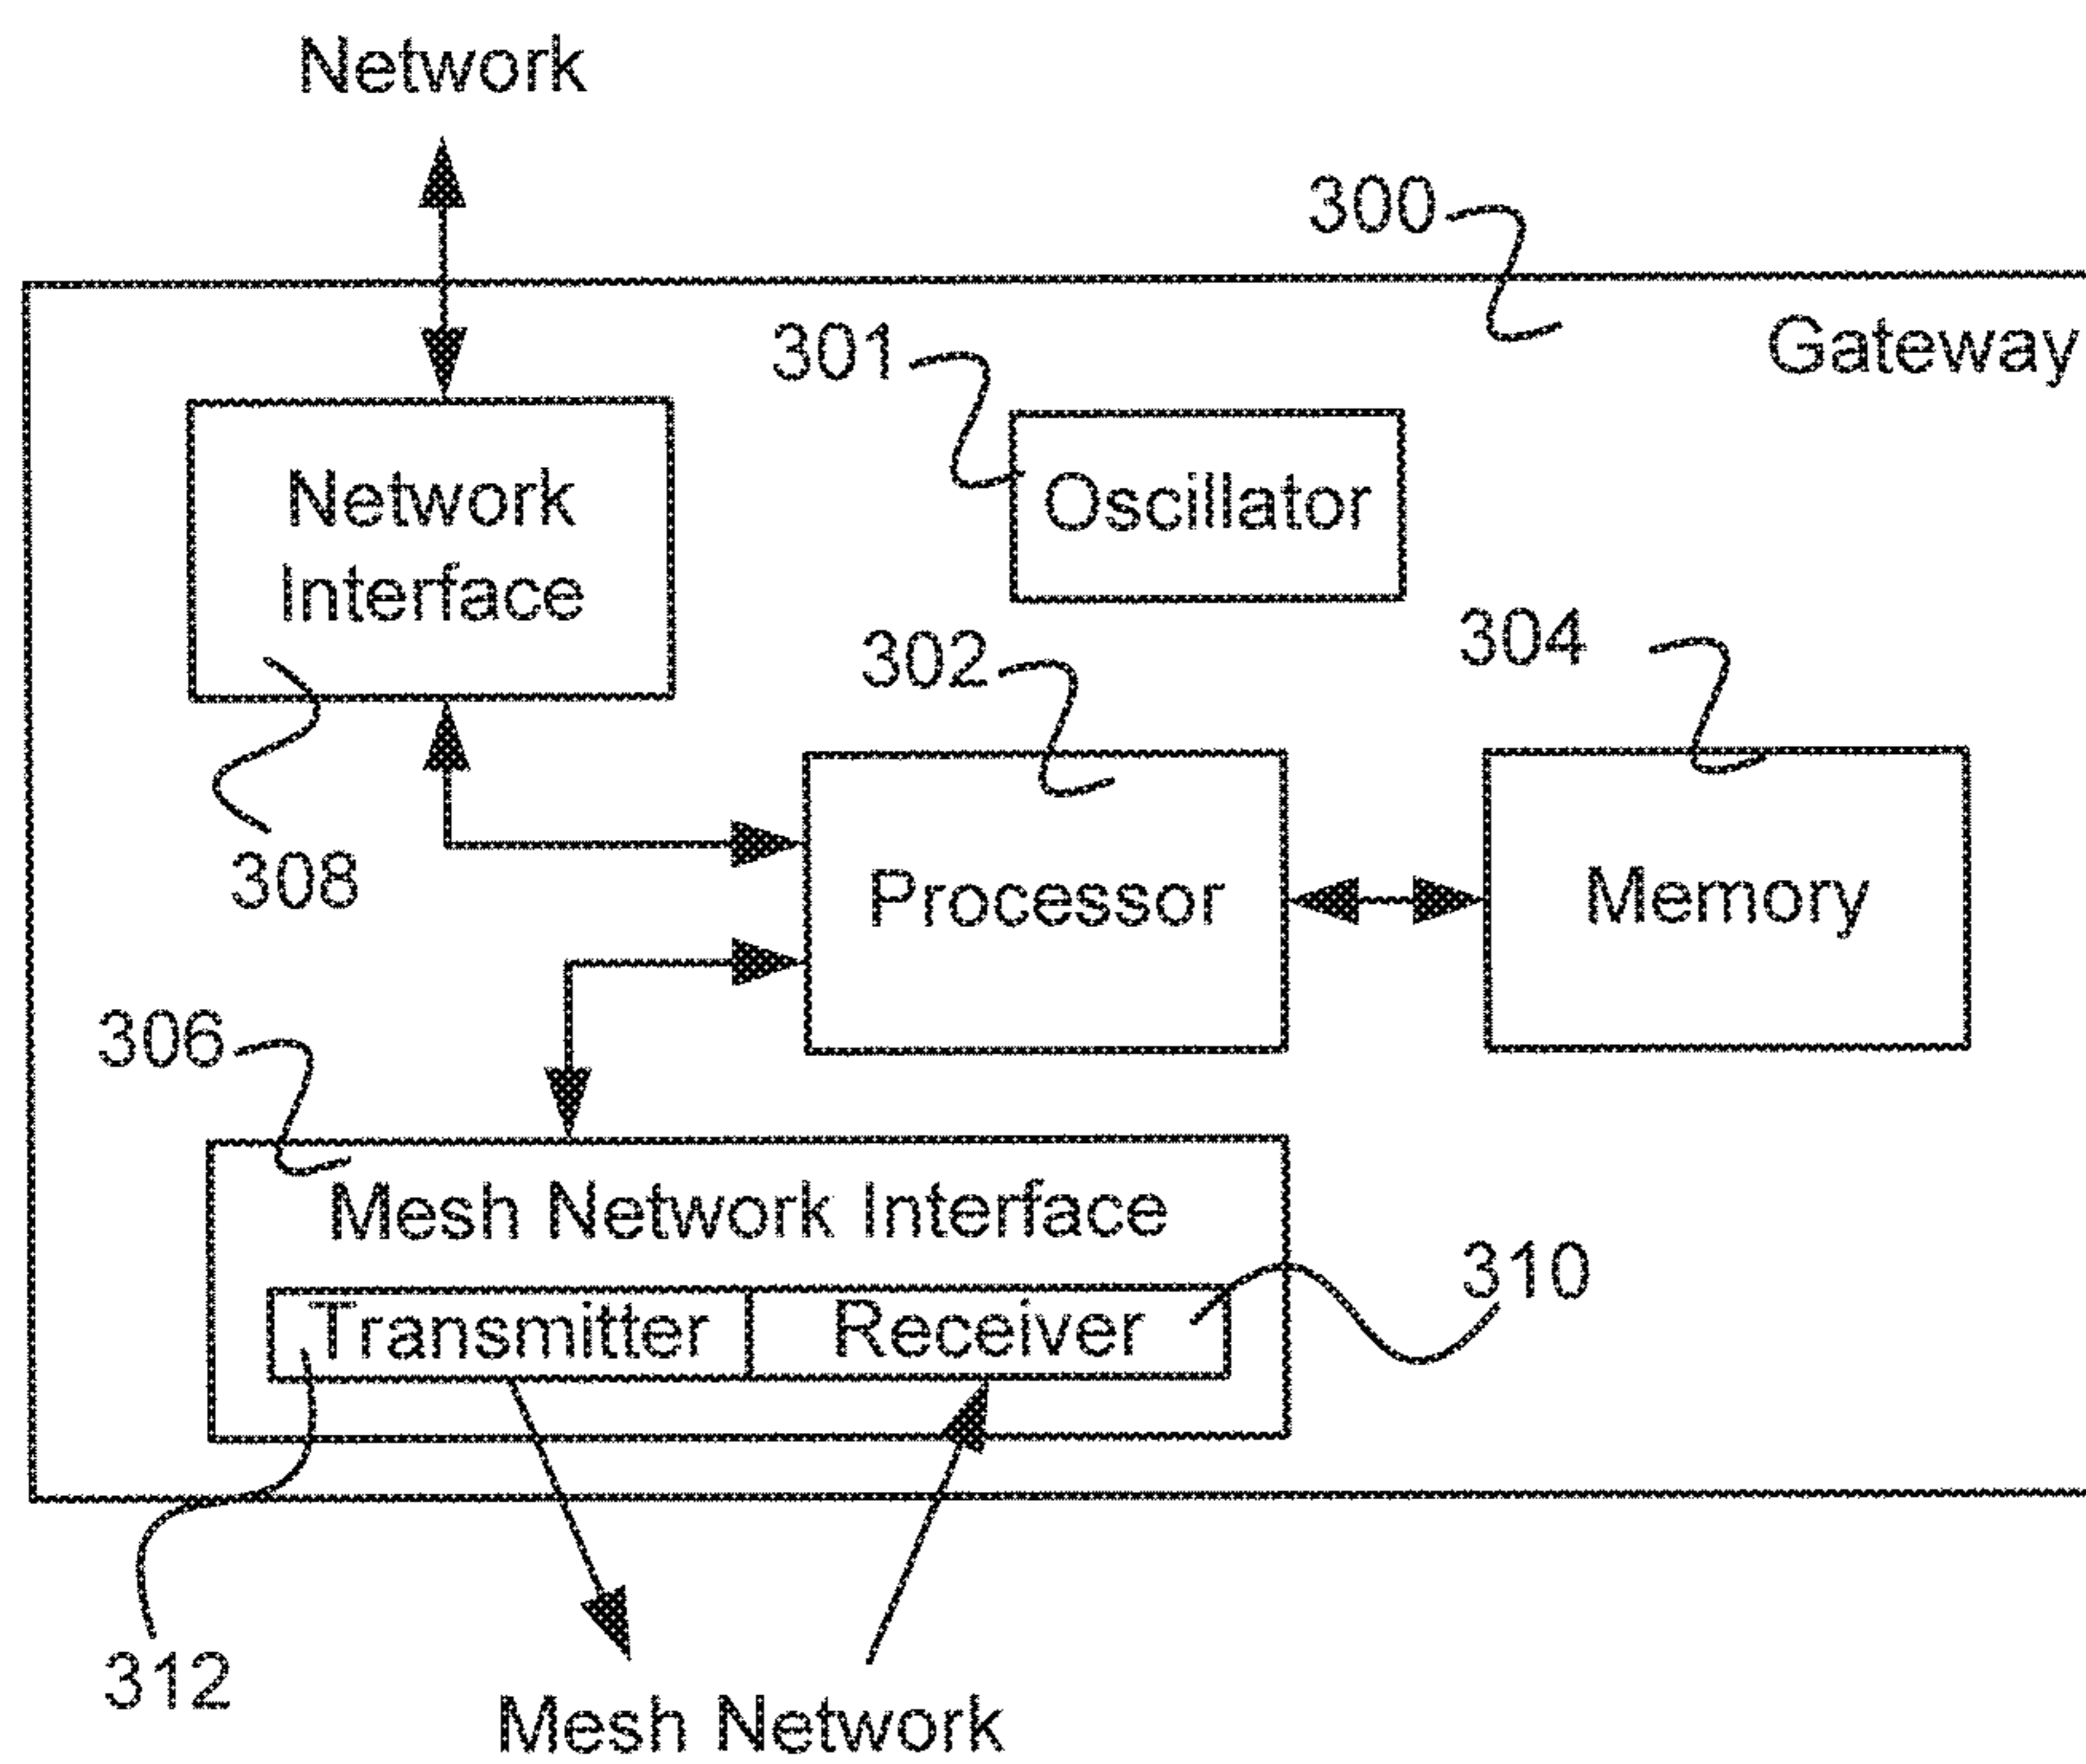 Network
300
Gateway
301
Network
Interface
Oscillator
302
304
308
Processor
Memory
306
Mesh Network Interface
310
Transmitter
Receiver
312
Mesh Network